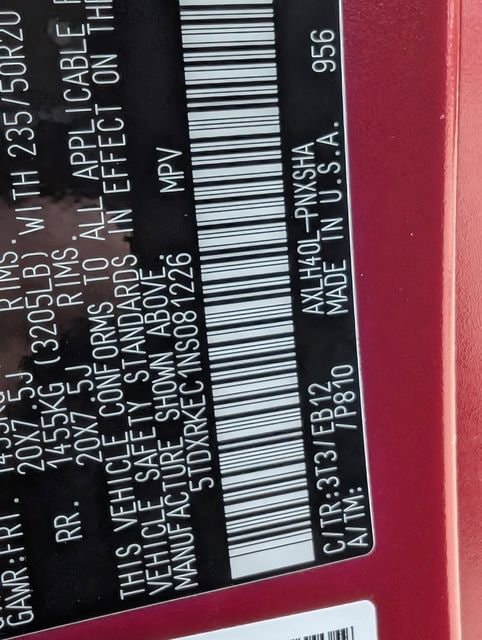 GAWR:FRT. 1455KG
20X7.5J RIMS. WITH 235/50R20
RR. 1455KG (3205LB)
20X7.5J RIMS.
THIS VEHICLE CONFORMS TO ALL APPLICABLE
VEHICLE SAFETY STANDARDS IN EFFECT ON THE
MANUFACTURE SHOWN ABOVE.
5TDXRKEC1NS081226 MPV
C/TR:3T3/EB12 AXLH40L-PNXSHA
A/TM: /P810 MADE IN U.S.A. 956